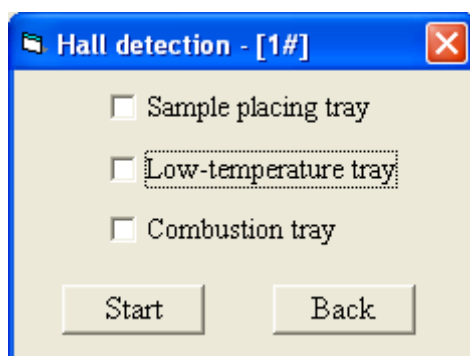 Hall detection - [1#]
Sample placing tray
Low-temperature tray
Combustion tray
Start Back